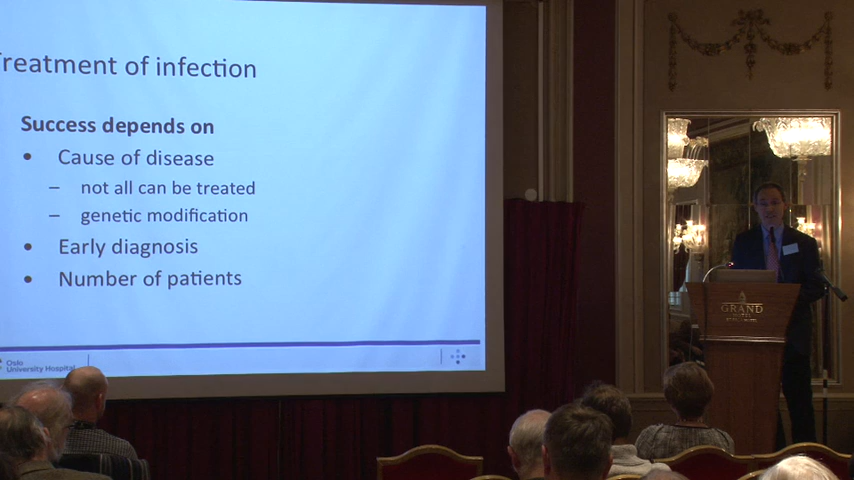 Treatment of infection
Success depends on
• Cause of disease
– not all can be treated
– genetic modification
• Early diagnosis
• Number of patients
Oslo
University Hospital
GRAND